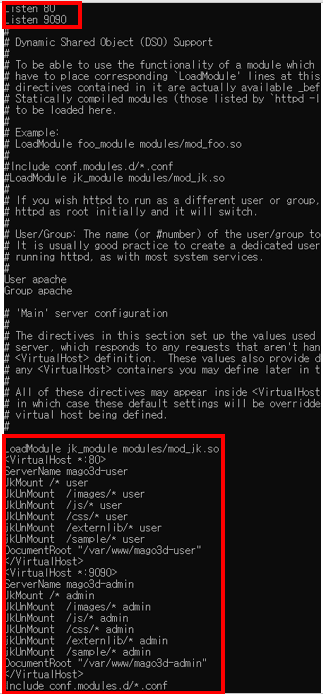 Listen 80
Listen 9090
#
# Dynamic Shared Object (DSO) Support
#
# To be able to use the functionality of a module which
# have to place corresponding `LoadModule' lines at this
# directives contained in it are actually available _bef
# Statically compiled modules (those listed by `httpd -l
# to be loaded here.
#
# Example:
# LoadModule foo_module modules/mod_foo.so
#
#Include conf.modules.d/*.conf
#LoadModule jk_module modules/mod_jk.so
#
# If you wish httpd to run as a different user or group,
# httpd as root initially and it will switch.
#
# User/Group: The name (or #number) of the user/group to
# It is usually good practice to create a dedicated user
# running httpd, as with most system services.
#
User apache
Group apache

# 'Main' server configuration
#
# The directives in this section set up the values used
# server, which responds to any requests that aren't han
# <VirtualHost> definition.  These values also provide d
# any <VirtualHost> containers you may define later in t
#
# All of these directives may appear inside <VirtualHost
# in which case these default settings will be overridde
# virtual host being defined.
#

LoadModule jk_module modules/mod_jk.so
<VirtualHost *:80>
ServerName mago3d-user
JkMount /* user
JkUnMount  /images/* user
JkUnMount  /js/* user
JkUnMount  /css/* user
jkUnMount  /externlib/* user
jkUnMount  /sample/* user
DocumentRoot "/var/www/mago3d-user"
</VirtualHost>
<VirtualHost *:9090>
ServerName mago3d-admin
JkMount /* admin
JkUnMount  /images/* admin
JkUnMount  /js/* admin
JkUnMount  /css/* admin
jkUnMount  /externlib/* admin
jkUnMount  /sample/* admin
DocumentRoot "/var/www/mago3d-admin"
</VirtualHost>
Include conf.modules.d/*.conf